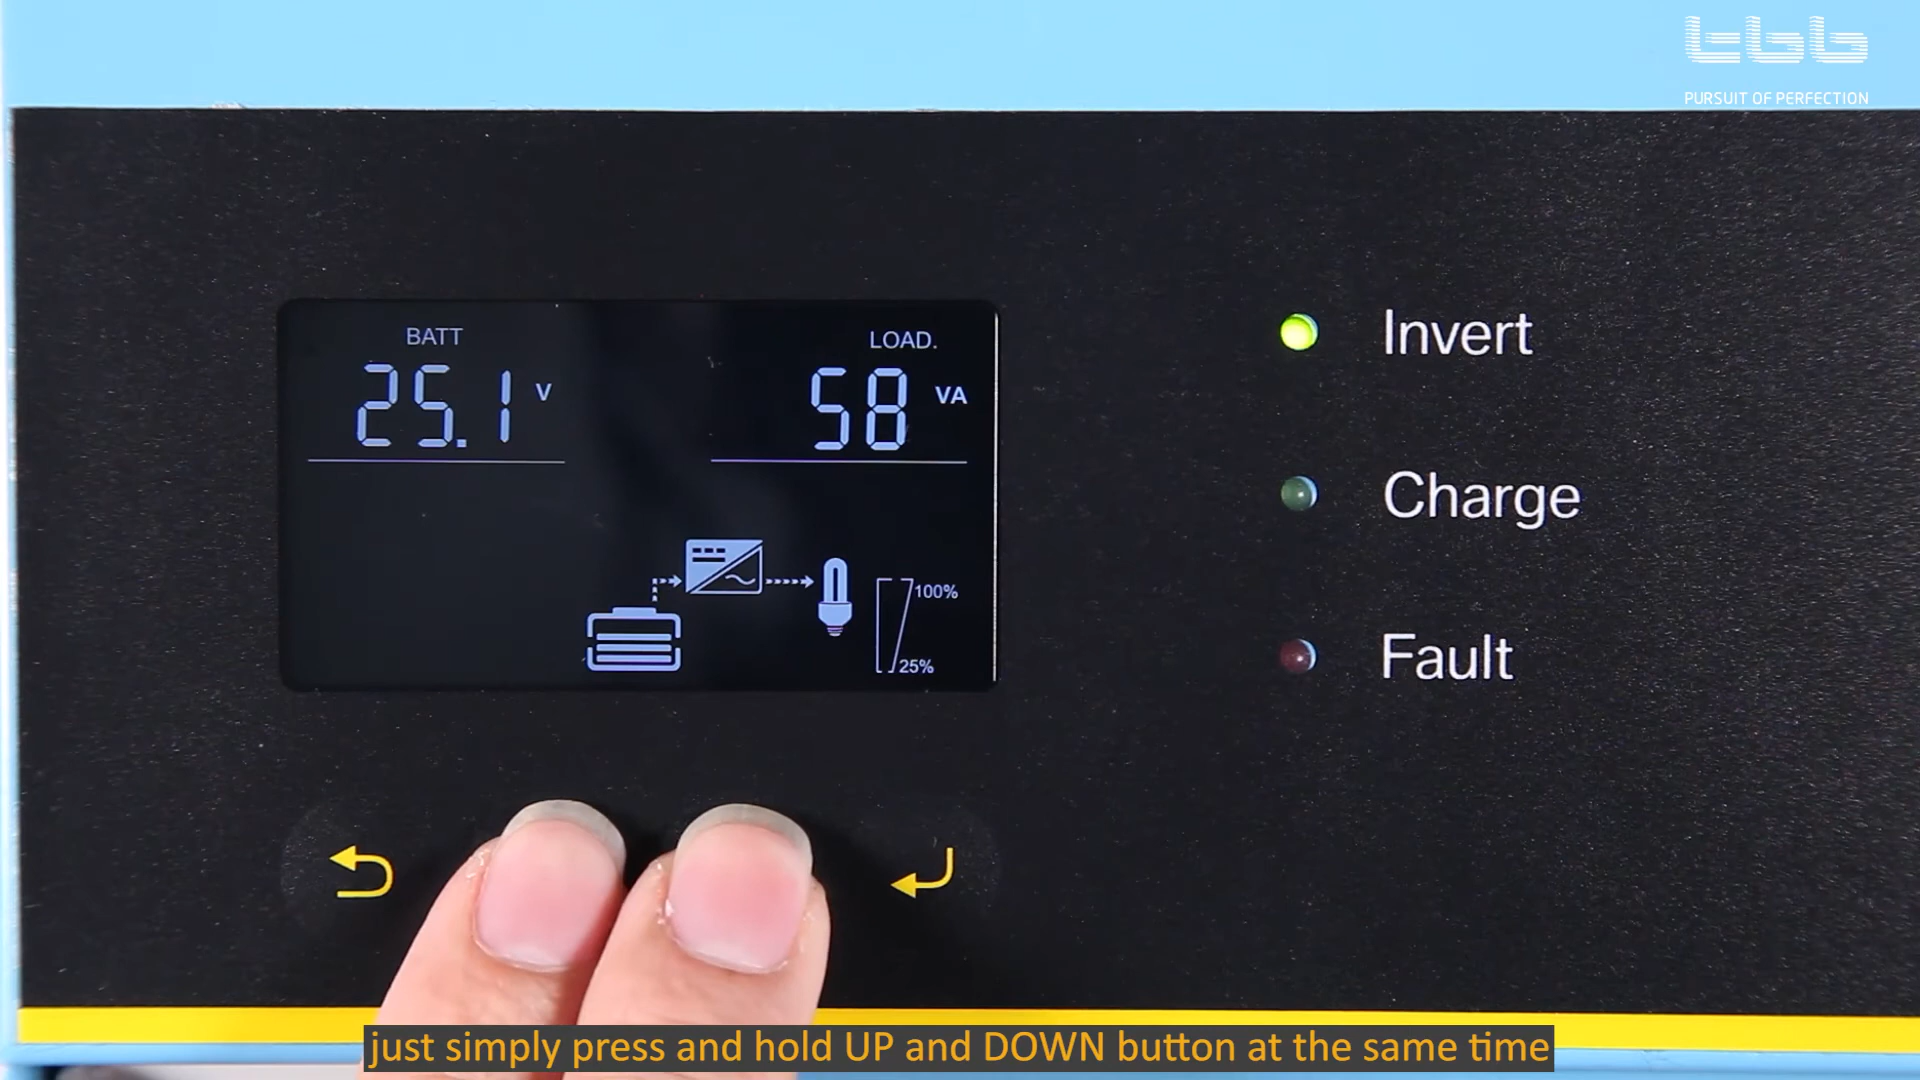 tbb
PURSUIT OF PERFECTION
BATT
25.1 V
LOAD.
58 VA
100%
25%
Invert
Charge
Fault
just simply press and hold UP and DOWN button at the same time